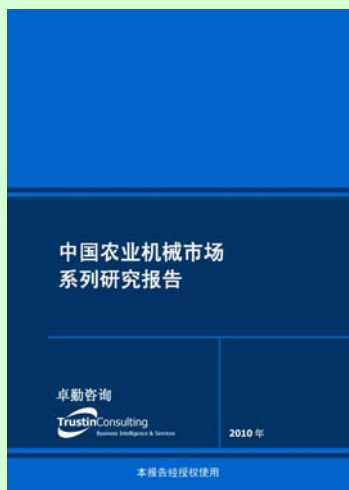 中国农业机械市场
系列研究报告
卓勤咨询
TrustinConsulting
Business Intelligence & Services
2010 年
本报告经授权使用